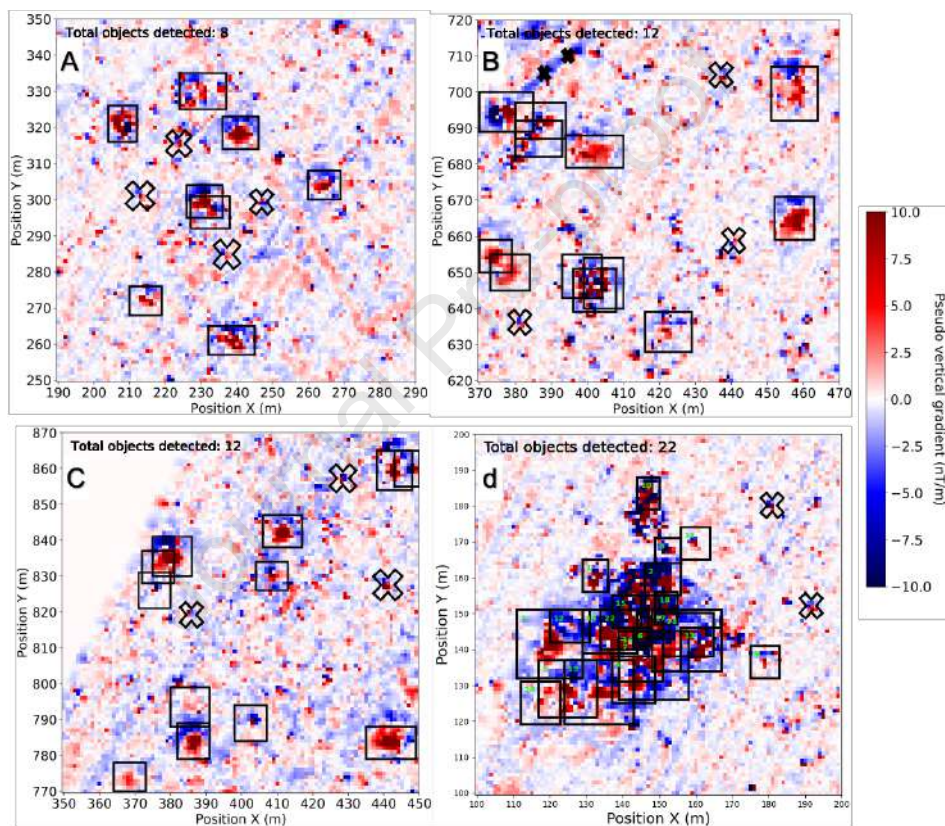 Total objects detected: 8
A
350
340
330
320
310
300
290
280
270
260
250
190 200 210 220 230 240 250 260 270 280 290
Position X (m)
Position Y (m)
Total objects detected: 12
B
720
710
700
690
680
670
660
650
640
630
620
370 380 390 400 410 420 430 440 450 460 470
Position X (m)
Position Y (m)
10.0
7.5
5.0
2.5
0.0
−2.5
−5.0
−7.5
−10.0
Pseudo vertical gradient (nT/m)
Total objects detected: 12
C
870
860
850
840
830
820
810
800
790
780
770
350 360 370 380 390 400 410 420 430 440 450
Position X (m)
Position Y (m)
Total objects detected: 22
d
200
190
180
170
160
150
140
130
120
110
100
100 110 120 130 140 150 160 170 180 190 200
Position X (m)
Position Y (m)